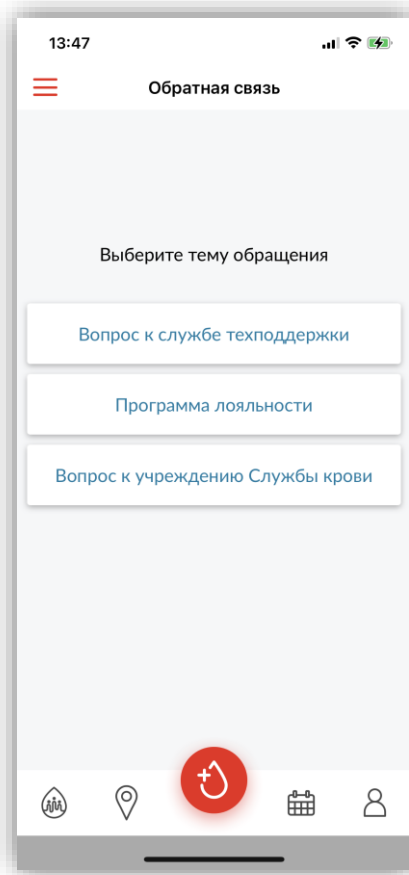 13:47
Обратная связь
Выберите тему обращения
Вопрос к службе техподдержки
Программа лояльности
Вопрос к учреждению Службы крови